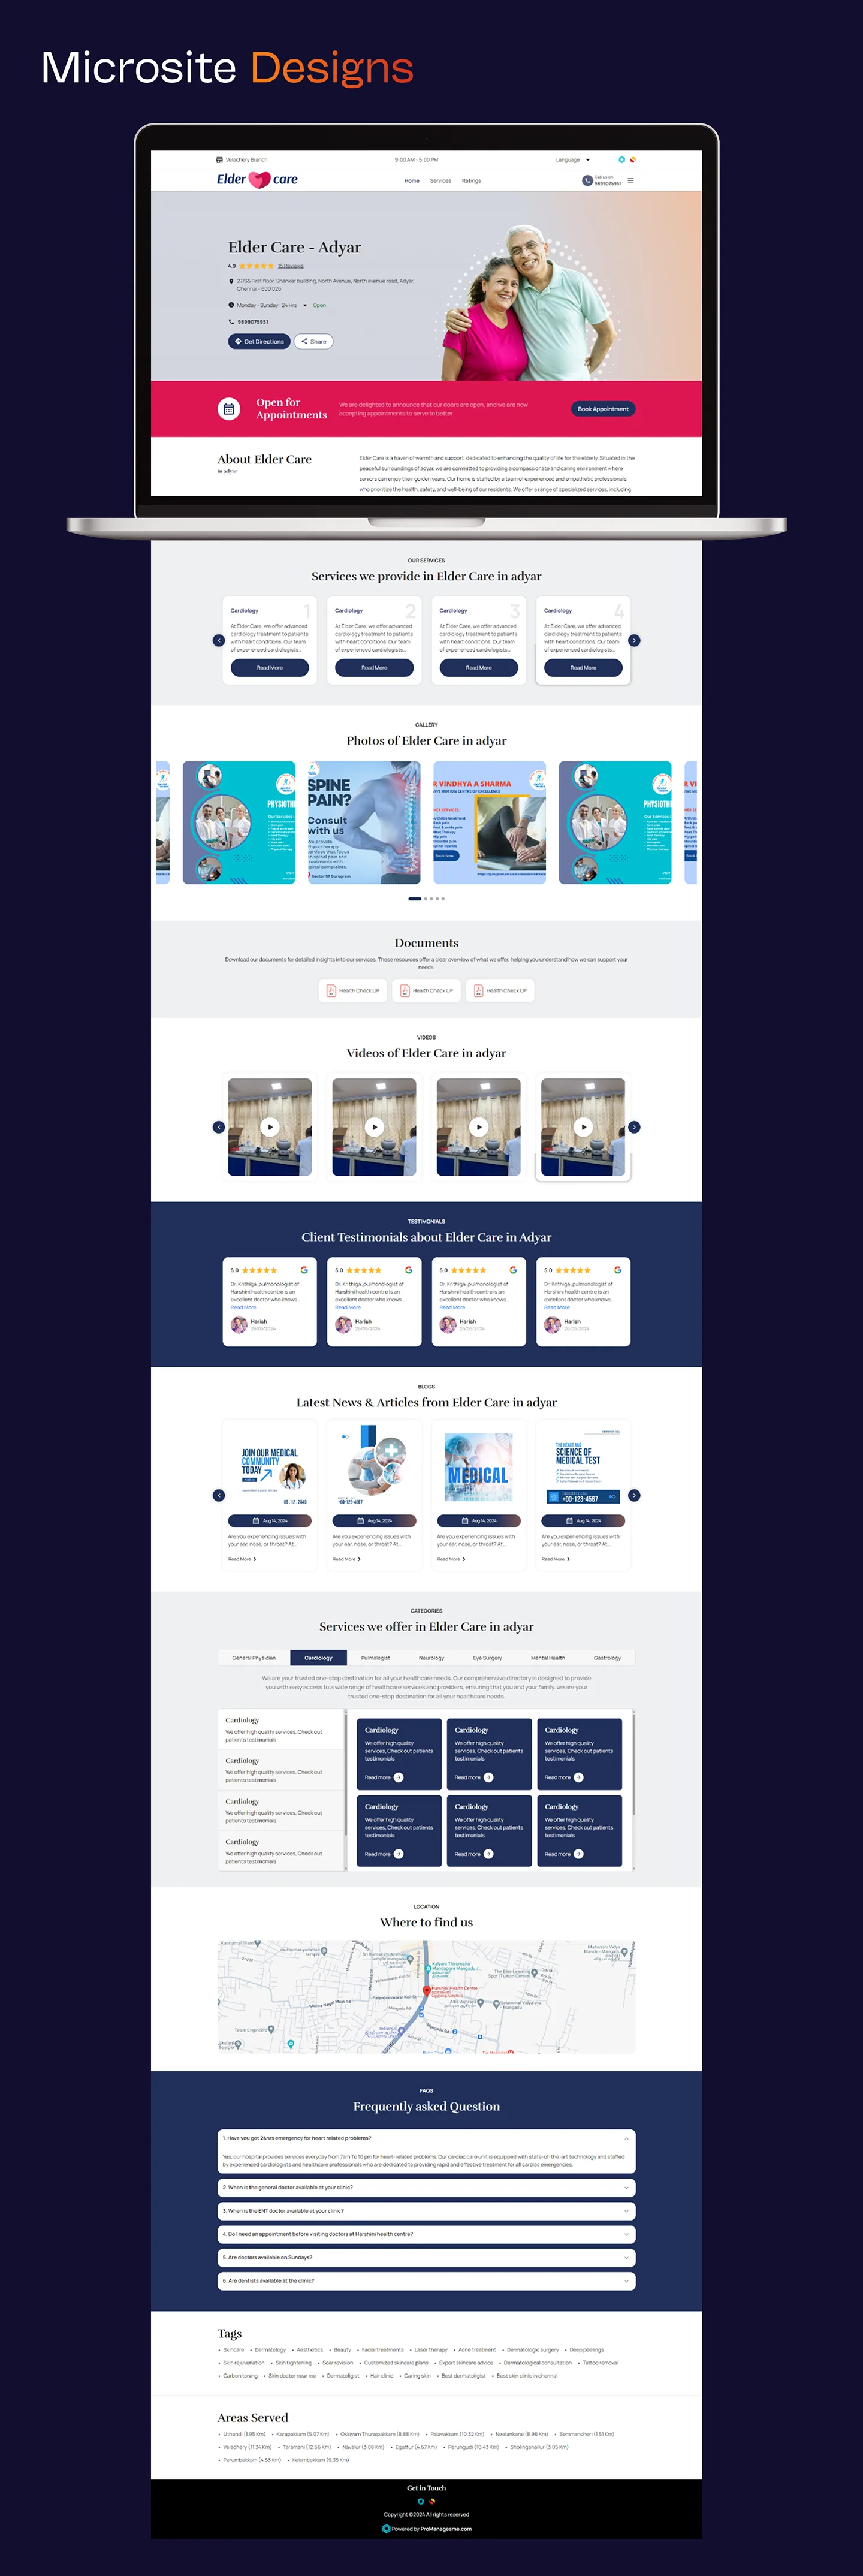 Microsite Designs
Velachery Branch
9:00 AM - 8:00 PM
Language
Elder care
Home Services Ratings
Call us on
9899075951
Elder Care - Adyar
4.9 35 Reviews
27/35 First floor, Shankar building, North Avenue, North avenue road, Adyar,
Chennai - 600 026
Monday - Sunday : 24 Hrs Open
9899075951
Get Directions Share
Open for
Appointments
We are delighted to announce that our doors are open, and we are now
accepting appointments to serve to better
Book Appointment
About Elder Care
in adyar
Elder Care is a haven of warmth and support, dedicated to enhancing the quality of life for the elderly. Situated in the
peaceful surroundings of adyar, we are committed to providing a compassionate and caring environment where
seniors can enjoy their golden years. Our home is staffed by a team of experienced and empathetic professionals
who prioritize the health, safety, and well-being of our residents. We offer a range of specialized services, including
OUR SERVICES
Services we provide in Elder Care in adyar
Cardiology 1
At Elder Care, we offer advanced
cardiology treatment to patients
with heart conditions. Our team
of experienced cardiologists...
Read More
Cardiology 2
At Elder Care, we offer advanced
cardiology treatment to patients
with heart conditions. Our team
of experienced cardiologists...
Read More
Cardiology 3
At Elder Care, we offer advanced
cardiology treatment to patients
with heart conditions. Our team
of experienced cardiologists...
Read More
Cardiology 4
At Elder Care, we offer advanced
cardiology treatment to patients
with heart conditions. Our team
of experienced cardiologists...
Read More
GALLERY
Photos of Elder Care in adyar
PHYSIOTH
Our Services:
SPINE
PAIN?
Consult
with us
R VINDHYA A SHARMA
IVE MOTION CENTRE OF EXCELLENCE
PHYSIOTH
Our Services:
Documents
Download our documents for detailed insights into our services. These resources offer a clear overview of what we offer, helping you understand how we can support your
needs.
Health Check UP
Health Check UP
Health Check UP
VIDEOS
Videos of Elder Care in adyar
TESTIMONIALS
Client Testimonials about Elder Care in Adyar
5.0
Dr. Krithiga, pulmonologist of
Harshini health centre is an
excellent doctor who knows...
Read More
Harish
26/05/2024
5.0
Dr. Krithiga, pulmonologist of
Harshini health centre is an
excellent doctor who knows...
Read More
Harish
26/05/2024
5.0
Dr. Krithiga, pulmonologist of
Harshini health centre is an
excellent doctor who knows...
Read More
Harish
26/05/2024
5.0
Dr. Krithiga, pulmonologist of
Harshini health centre is an
excellent doctor who knows...
Read More
Harish
26/05/2024
BLOGS
Latest News & Articles from Elder Care in adyar
JOIN OUR MEDICAL
COMMUNITY
TODAY
Aug 14, 2024
Are you experiencing issues with
your ear, nose, or throat? At...
Read More
+00-123-4567
Aug 14, 2024
Are you experiencing issues with
your ear, nose, or throat? At...
Read More
MEDICAL
Aug 14, 2024
Are you experiencing issues with
your ear, nose, or throat? At...
Read More
THE HEART AND
SCIENCE OF
MEDICAL TEST
+00-123-4567
Aug 14, 2024
Are you experiencing issues with
your ear, nose, or throat? At...
Read More
CATEGORIES
Services we offer in Elder Care in adyar
General Physician Cardiology Pulmologist Neurology Eye Surgery Mental Health Gastrology
We are your trusted one-stop destination for all your healthcare needs. Our comprehensive directory is designed to provide
you with easy access to a wide range of healthcare services and providers, ensuring that you and your family. we are your
trusted one-stop destination for all your healthcare needs.
Cardiology
We offer high quality services, Check out
patients testimonials
Cardiology
We offer high quality services, Check out
patients testimonials
Cardiology
We offer high quality services, Check out
patients testimonials
Cardiology
We offer high quality services, Check out
patients testimonials
Cardiology
We offer high quality
services, Check out patients
testimonials
Read more
Cardiology
We offer high quality
services, Check out patients
testimonials
Read more
Cardiology
We offer high quality
services, Check out patients
testimonials
Read more
Cardiology
We offer high quality
services, Check out patients
testimonials
Read more
Cardiology
We offer high quality
services, Check out patients
testimonials
Read more
Cardiology
We offer high quality
services, Check out patients
testimonials
Read more
LOCATION
Where to find us
Kalyani Thirumana
Mandapam Mangadu
Harshini Health Centre
The Elite Learning
Spot (Tuition Centre)
Team Engineers
FAQS
Frequently asked Question
1. Have you got 24hrs emergency for heart related problems?
Yes, our hospital provides services everyday from 7am To 10 pm for heart-related problems. Our cardiac care unit is equipped with state-of-the-art technology and staffed
by experienced cardiologists and healthcare professionals who are dedicated to providing rapid and effective treatment for all cardiac emergencies.
2. When is the general doctor available at your clinic?
3. When is the ENT doctor available at your clinic?
4. Do I need an appointment before visiting doctors at Harshini health centre?
5. Are doctors available on Sundays?
6. Are dentists available at the clinic?
Tags
• Skincare • Dermatology • Aesthetics • Beauty • Facial treatments • Laser therapy • Acne treatment • Dermatologic surgery • Deep peelings
• Skin rejuvenation • Skin tightening • Scar revision • Customized skincare plans • Expert skincare advice • Dermatological consultation • Tattoo removal
• Carbon toning • Skin doctor near me • Dermatoligist • Hair clinic • Caring skin • Best dermatoligist • Best skin clinic in chennai
Areas Served
• Uthandi (3.95 Km) • Karapakkam (5.07 Km) • Okkiyam Thuraipakkam (8.88 Km) • Palavakkam (10.32 Km) • Neelankarai (8.96 Km) • Semmancheri (1.51 Km)
• Velachery (11.34 Km) • Taramani (12.66 Km) • Navalur (3.08 Km) • Egattur (4.67 Km) • Perungudi (10.43 Km) • Sholinganallur (3.85 Km)
• Perumbakkam (4.53 Km) • Kelambakkam (9.35 Km)
Get in Touch
Copyright ©2024 All rights reserved
Powered by ProManagesme.com